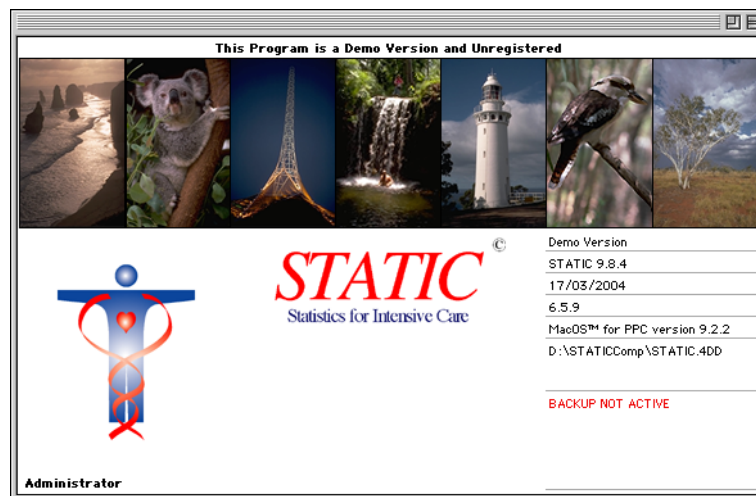 This Program is a Demo Version and Unregistered
STATIC ©
Statistics for Intensive Care
Demo Version
STATIC 9.8.4
17/03/2004
6.5.9
MacOS™ for PPC version 9.2.2
D:\STATICComp\STATIC.4DD
BACKUP NOT ACTIVE
Administrator